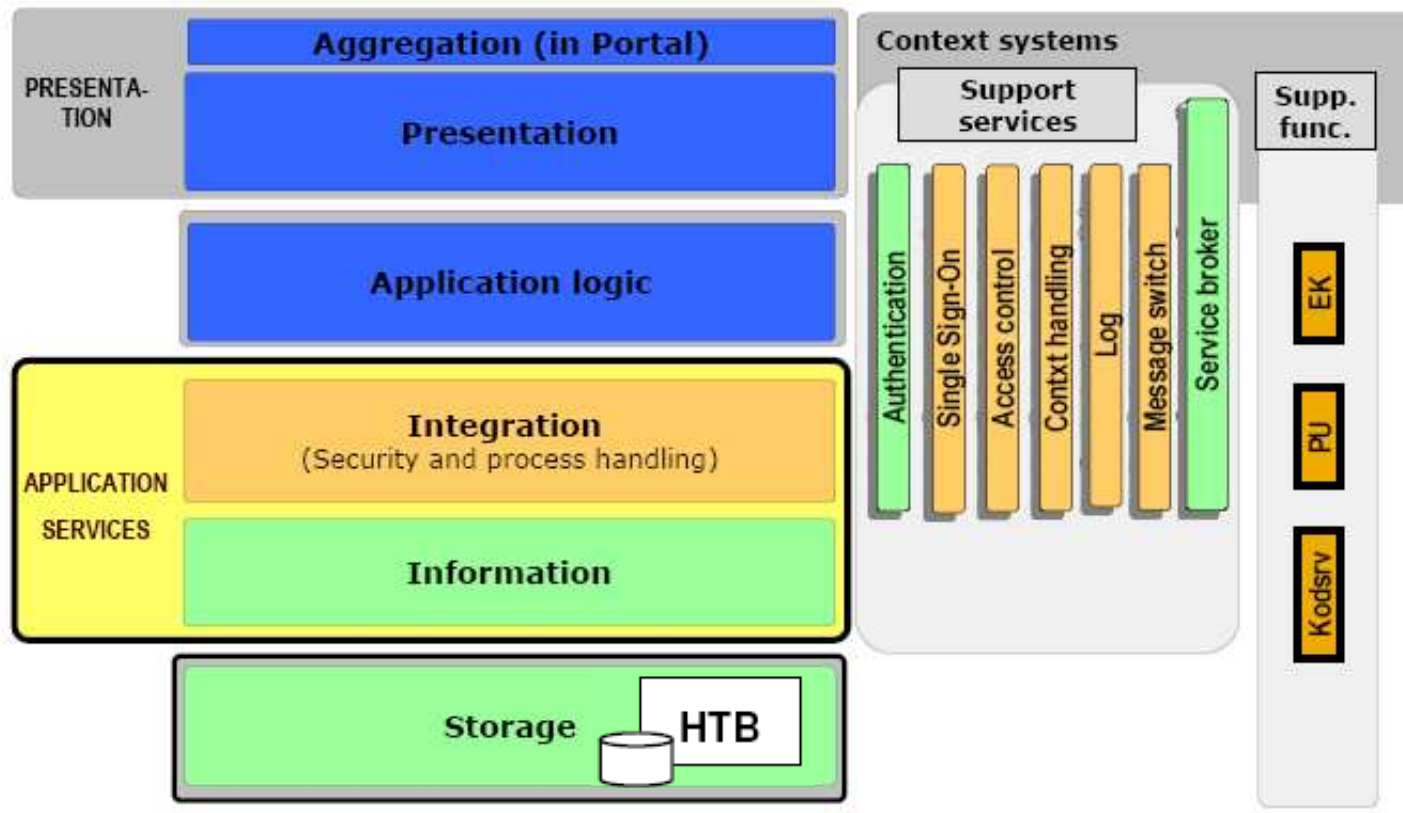 Aggregation (in Portal)
PRESENTA-
TION
Presentation
Application logic
APPLICATION
SERVICES
Integration
(Security and process handling)
Information
Storage
HTB
Context systems
Support
services
Authentication
Single Sign-On
Access control
Contxt handling
Log
Message switch
Service broker
Supp.
func.
EK
PU
Kodsrv